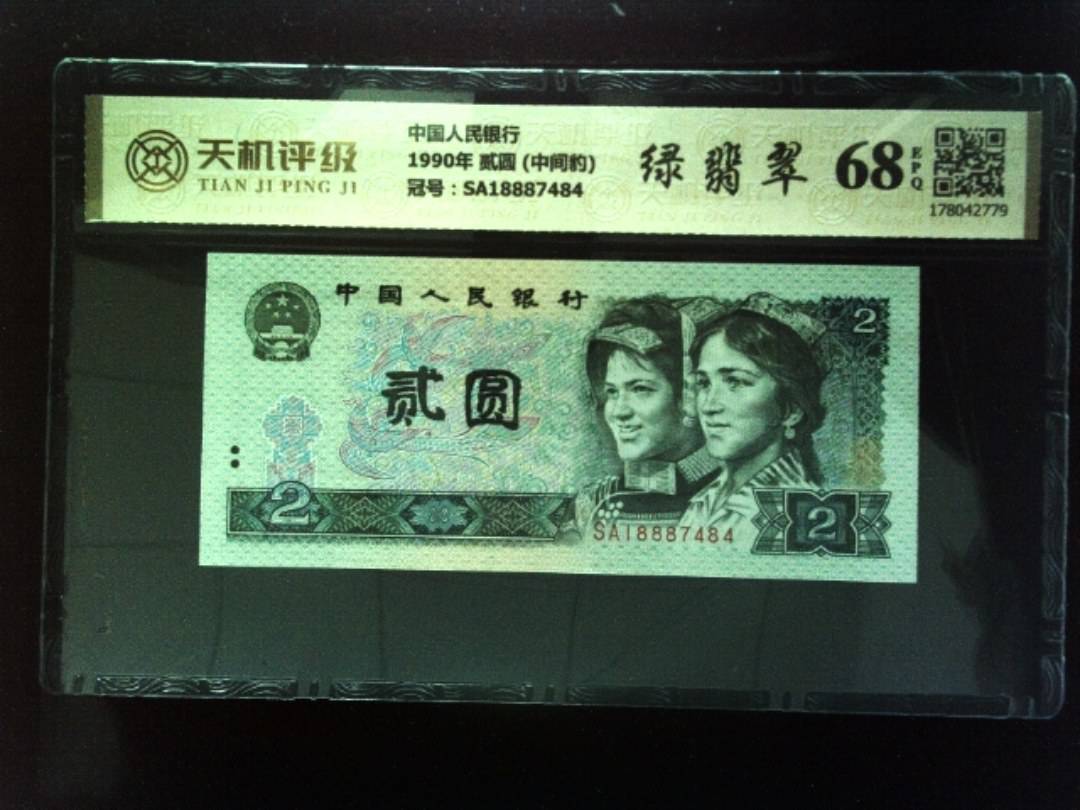 天机评级
TIAN JI PING JI
中国人民银行
1990年 贰圆 (中间豹)
冠号：SA18887484
绿翡翠
68
EPQ
178042779
中国人民银行
2
贰圆
2
SA18887484
2